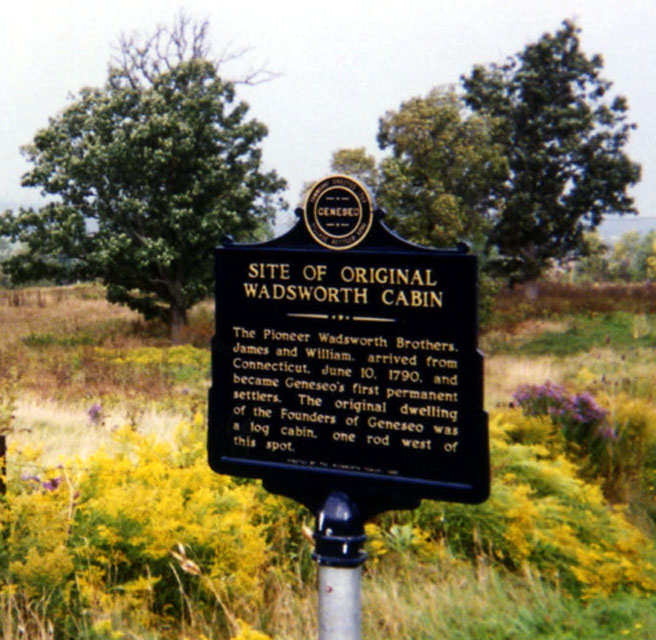 GENESEO
SITE OF ORIGINAL
WADSWORTH CABIN
The Pioneer Wadsworth Brothers,
James and William, arrived from
Connecticut, June 10, 1790, and
became Geneseo's first permanent
settlers. The original dwelling
of the Founders of Geneseo was
a log cabin, one rod west of
this spot.